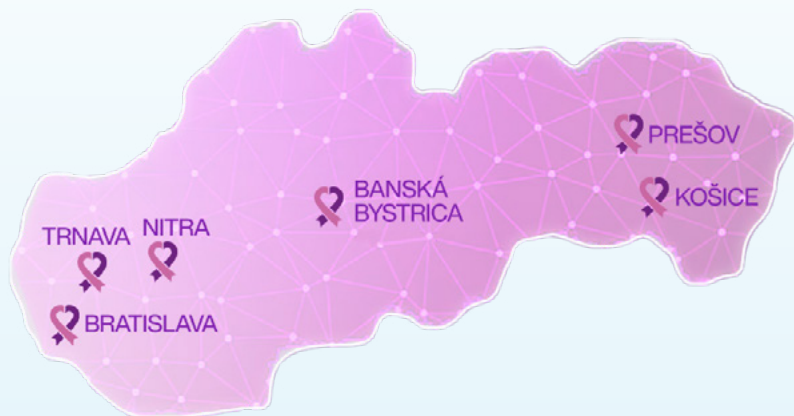 PREŠOV
KOŠICE
BANSKÁ
BYSTRICA
NITRA
TRNAVA
BRATISLAVA